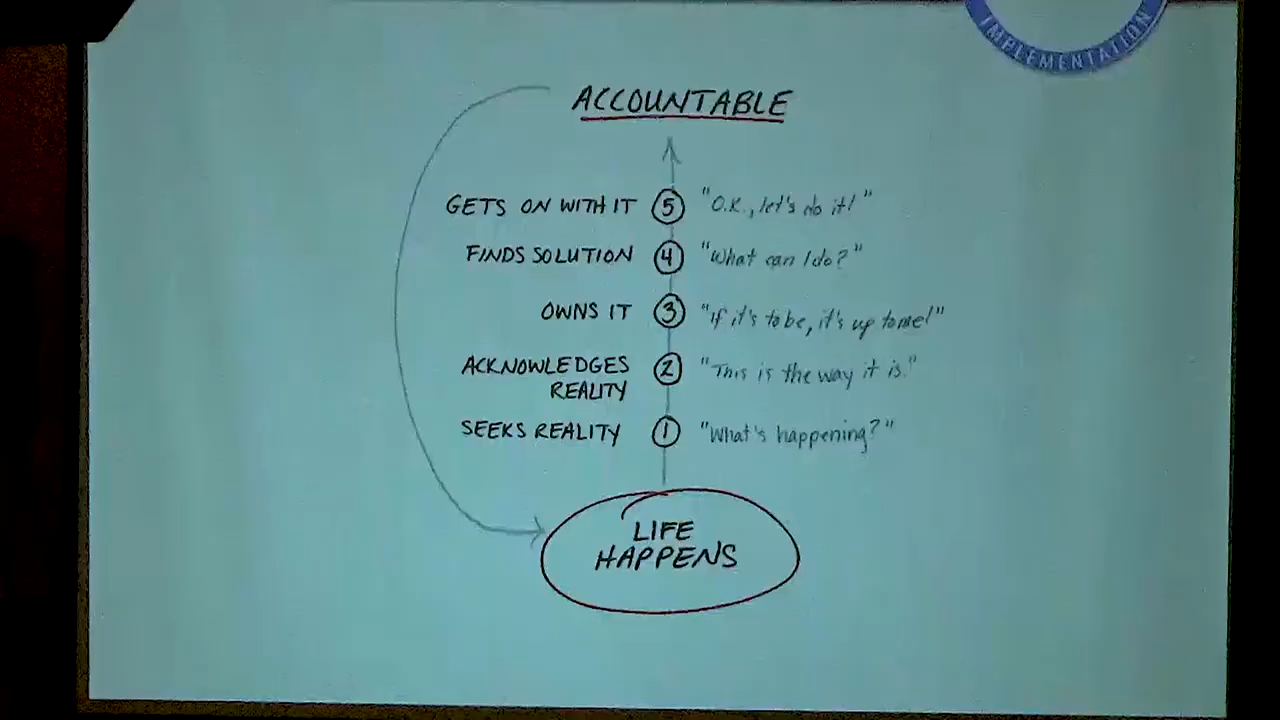 IMPLEMENTATION
ACCOUNTABLE
GETS ON WITH IT 5 "O.K., let's do it!"
FINDS SOLUTION 4 "What can I do?"
OWNS IT 3 "If it's to be, it's up to me!"
ACKNOWLEDGES
REALITY 2 "This is the way it is."
SEEKS REALITY 1 "What's happening?"
LIFE
HAPPENS